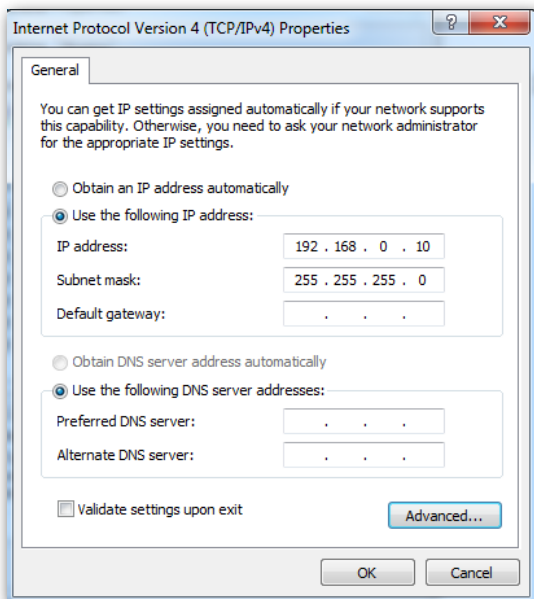 Internet Protocol Version 4 (TCP/IPv4) Properties
?
General
You can get IP settings assigned automatically if your network supports
this capability. Otherwise, you need to ask your network administrator
for the appropriate IP settings.
Obtain an IP address automatically
Use the following IP address:
IP address: 192 . 168 . 0 . 10
Subnet mask: 255 . 255 . 255 . 0
Default gateway: . . .
Obtain DNS server address automatically
Use the following DNS server addresses:
Preferred DNS server: . . .
Alternate DNS server: . . .
Validate settings upon exit
Advanced...
OK Cancel